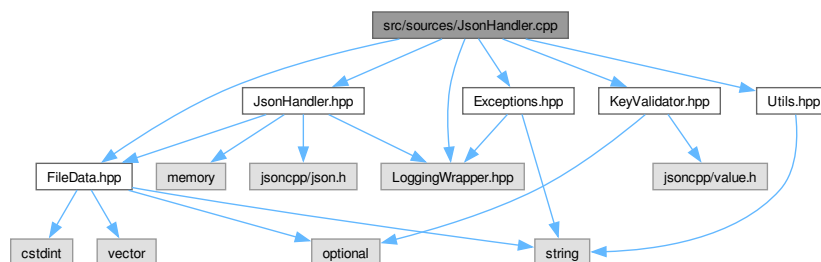 src/sources/JsonHandler.cpp
JsonHandler.hpp
Exceptions.hpp
KeyValidator.hpp
Utils.hpp
FileData.hpp
memory
jsoncpp/json.h
LoggingWrapper.hpp
jsoncpp/value.h
cstdint
vector
optional
string